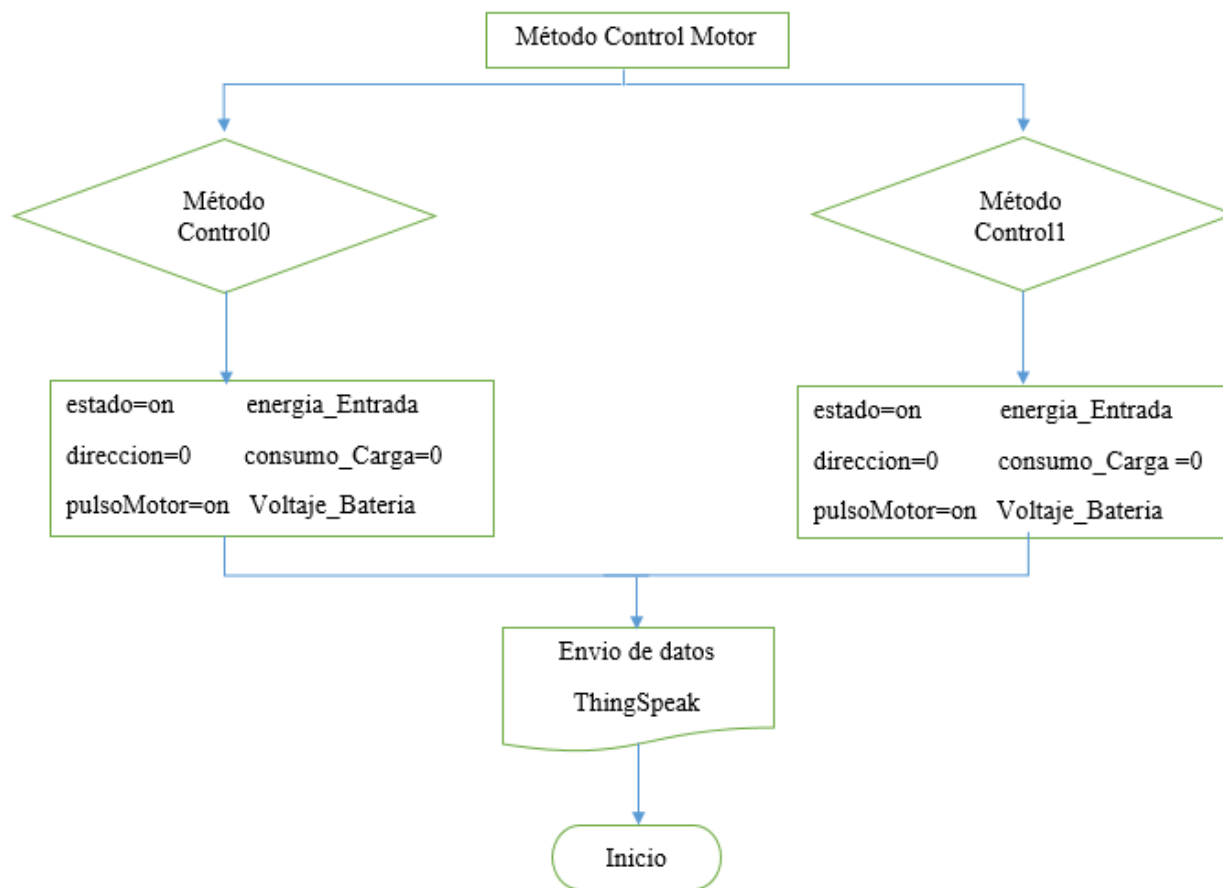 Método Control Motor
Método
Control0
Método
Control1
estado=on energia_Entrada
direccion=0 consumo_Carga=0
pulsoMotor=on Voltaje_Bateria
estado=on energia_Entrada
direccion=0 consumo_Carga =0
pulsoMotor=on Voltaje_Bateria
Envio de datos
ThingSpeak
Inicio